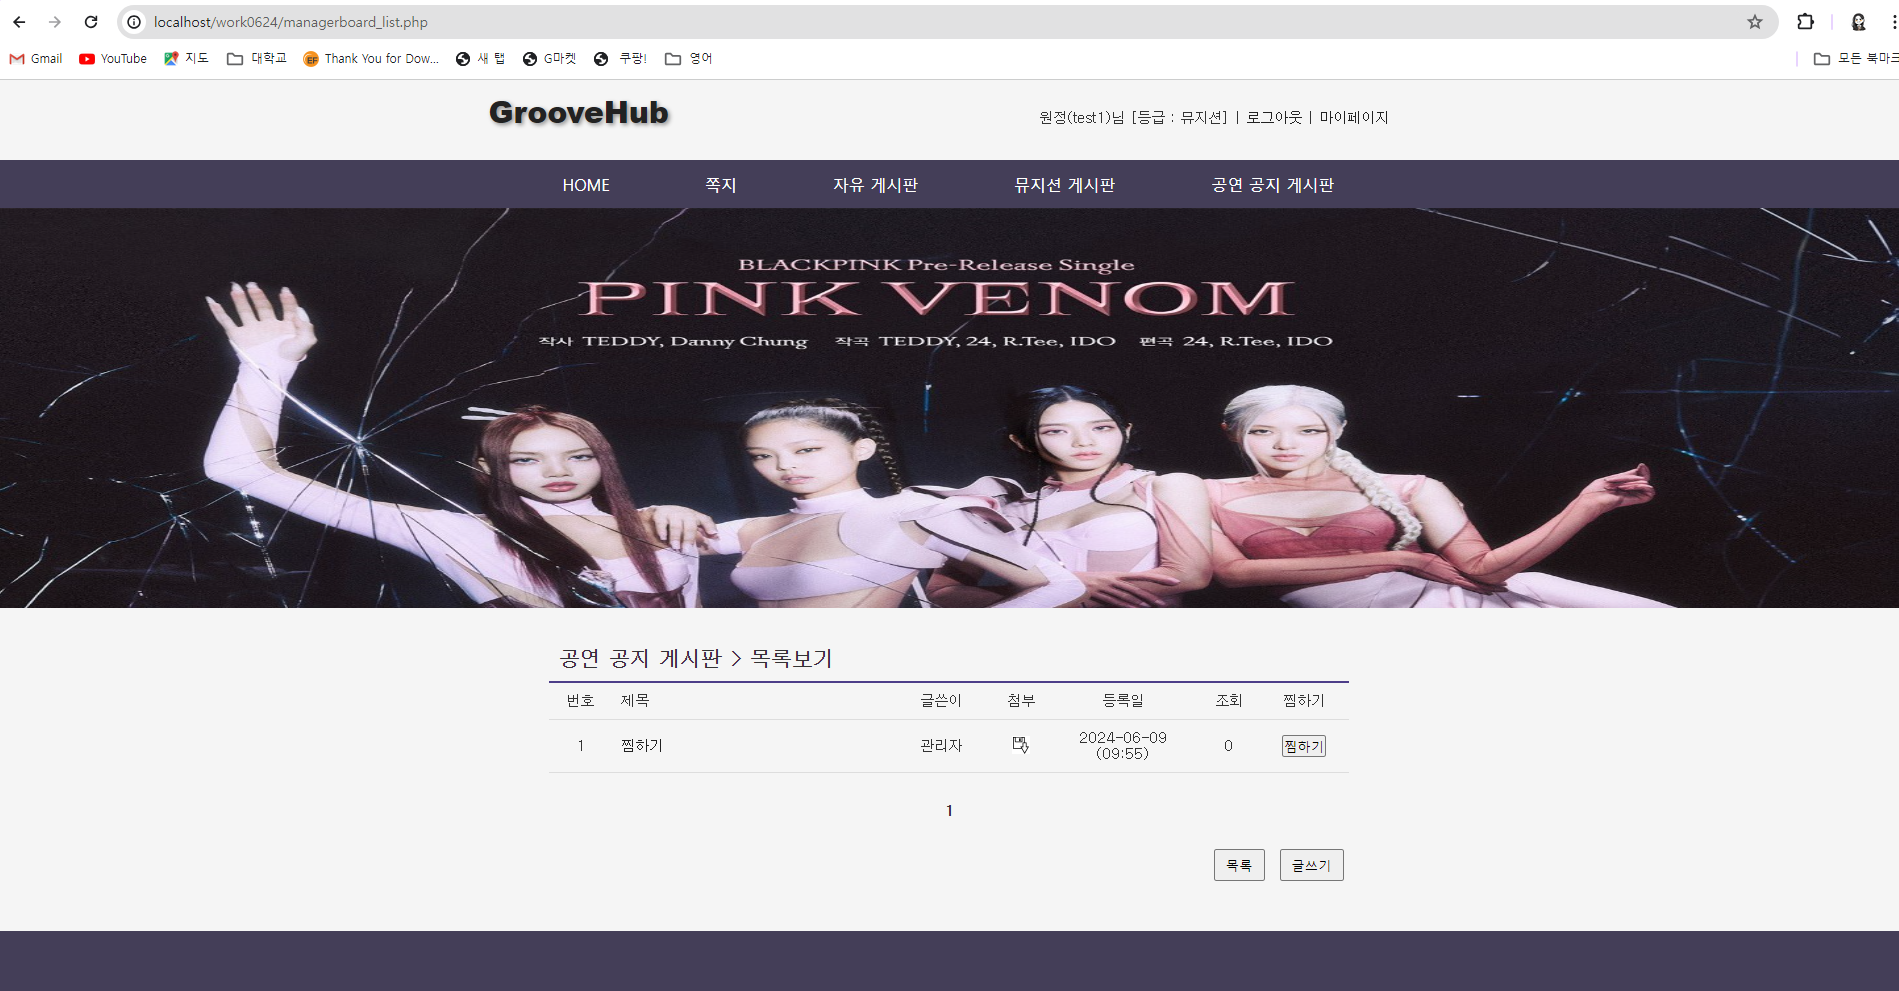 localhost/work0624/managerboard_list.php
Gmail YouTube 지도 대학교 Thank You for Dow... 새 탭 G마켓 쿠팡! 영어 모든 북마크
GrooveHub
원정(test1)님 [등급 : 뮤지션] | 로그아웃 | 마이페이지
HOME 쪽지 자유 게시판 뮤지션 게시판 공연 공지 게시판
BLACKPINK Pre-Release Single
PINK VENOM
작사 TEDDY, Danny Chung 작곡 TEDDY, 24, R.Tee, IDO 편곡 24, R.Tee, IDO
공연 공지 게시판 > 목록보기
번호 제목 글쓴이 첨부 등록일 조회 찜하기
1 찜하기 관리자 2024-06-09 0 찜하기
(09:55)
1
목록 글쓰기